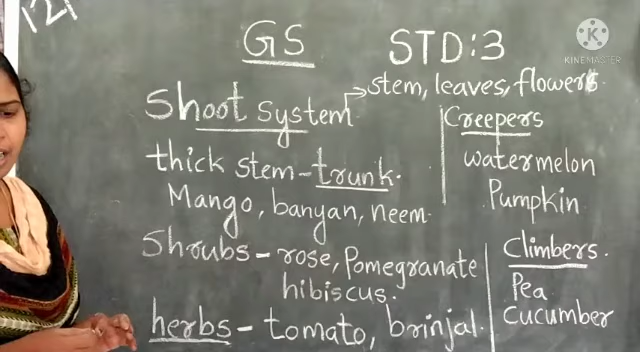 121
GS STD:3
KINEMASTER
Shoot system → stem, leaves, flowers
thick stem - trunk.
Mango, banyan, neem
Shrubs - rose, Pomegranate
hibiscus.
herbs - tomato, brinjal.
Creepers
watermelon
Pumpkin
Climbers.
Pea
Cucumber